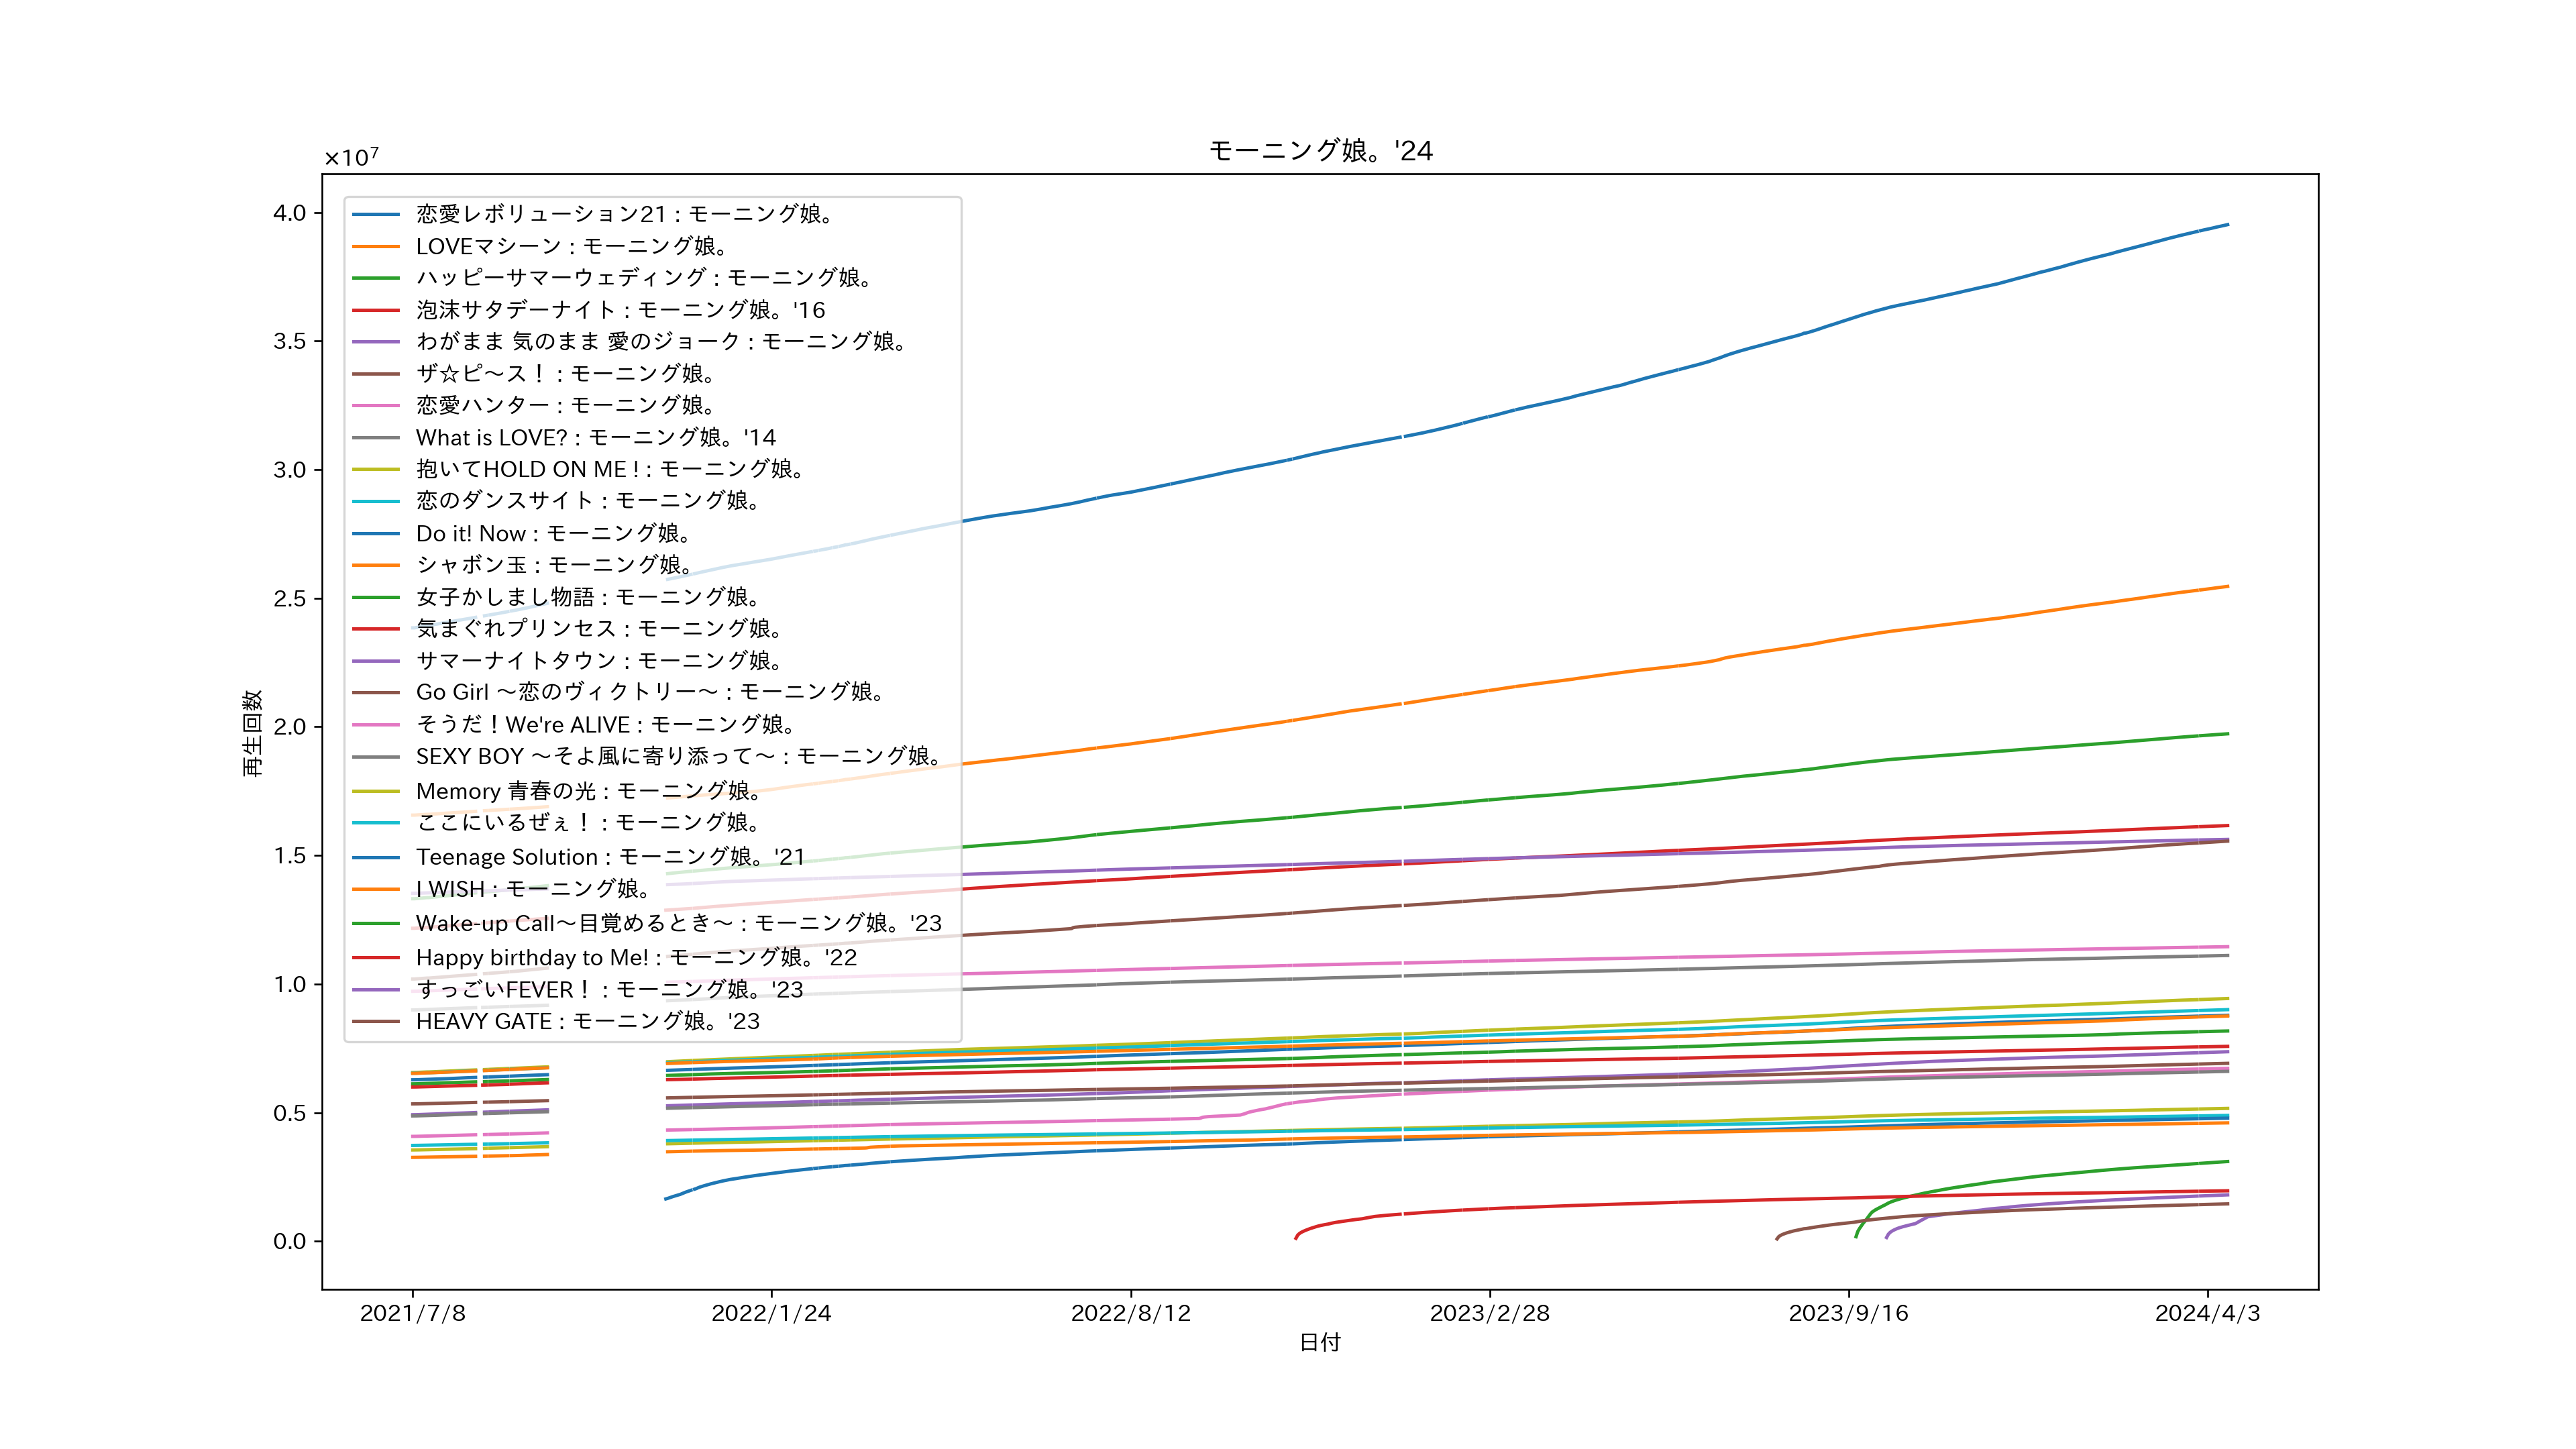 モーニング娘。'24
×10⁷
4.0
3.5
3.0
2.5
2.0
1.5
1.0
0.5
0.0
再生回数
恋愛レボリューション21 : モーニング娘。
LOVEマシーン : モーニング娘。
ハッピーサマーウェディング : モーニング娘。
泡沫サタデーナイト : モーニング娘。'16
わがまま 気のまま 愛のジョーク : モーニング娘。
ザ☆ピ～ス！ : モーニング娘。
恋愛ハンター : モーニング娘。
What is LOVE? : モーニング娘。'14
抱いてHOLD ON ME ! : モーニング娘。
恋のダンスサイト : モーニング娘。
Do it! Now : モーニング娘。
シャボン玉 : モーニング娘。
女子かしまし物語 : モーニング娘。
気まぐれプリンセス : モーニング娘。
サマーナイトタウン : モーニング娘。
Go Girl ～恋のヴィクトリー～ : モーニング娘。
そうだ！We're ALIVE : モーニング娘。
SEXY BOY ～そよ風に寄り添って～ : モーニング娘。
Memory 青春の光 : モーニング娘。
ここにいるぜぇ！ : モーニング娘。
Teenage Solution : モーニング娘。'21
I WISH : モーニング娘。
Wake-up Call～目覚めるとき～ : モーニング娘。'23
Happy birthday to Me! : モーニング娘。'22
すっごいFEVER！ : モーニング娘。'23
HEAVY GATE : モーニング娘。'23
2021/7/8
2022/1/24
2022/8/12
2023/2/28
2023/9/16
2024/4/3
日付